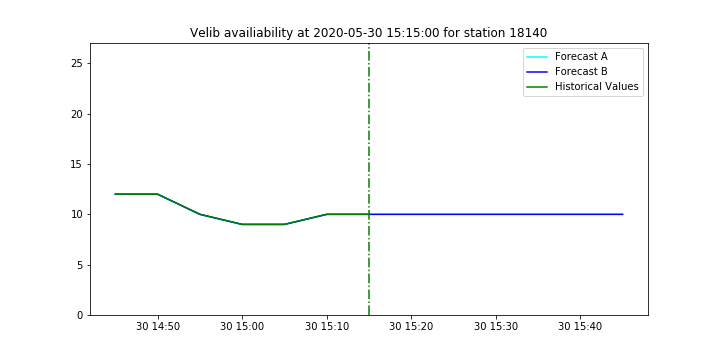 Velib availiability at 2020-05-30 15:15:00 for station 18140
Forecast A
Forecast B
Historical Values
25
20
15
10
5
0
30 14:50 30 15:00 30 15:10 30 15:20 30 15:30 30 15:40